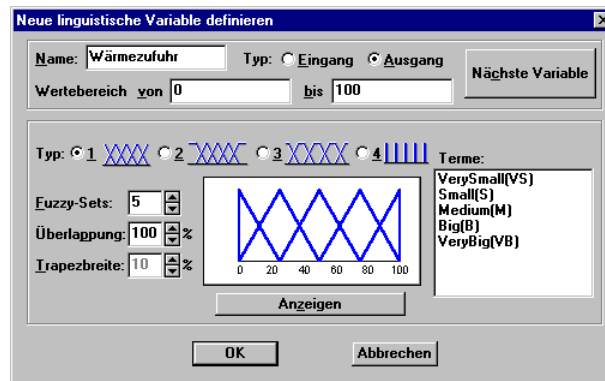 Neue linguistische Variable definieren
Name: Wärmezufuhr Typ: Eingang Ausgang
Nächste Variable
Wertebereich von 0 bis 100
Typ: 1 2 3 4 Terme:
VerySmall(VS)
Small(S)
Medium(M)
Big(B)
VeryBig(VB)
Fuzzy-Sets: 5
Überlappung: 100 %
Trapezbreite: 10 %
0 20 40 60 80 100
Anzeigen
OK Abbrechen